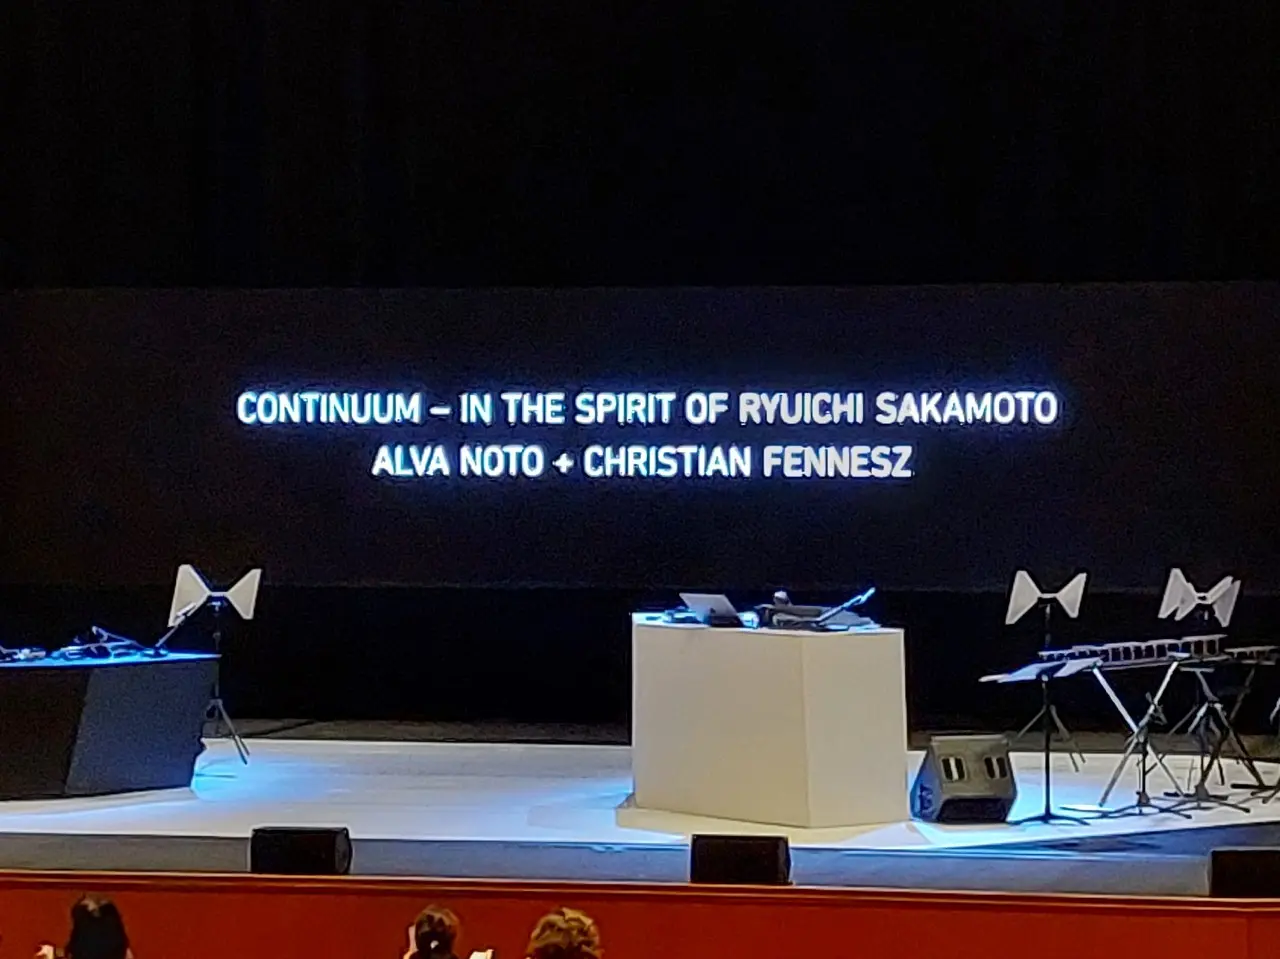 CONTINUUM – IN THE SPIRIT OF RYUICHI SAKAMOTO
ALVA NOTO + CHRISTIAN FENNESZ